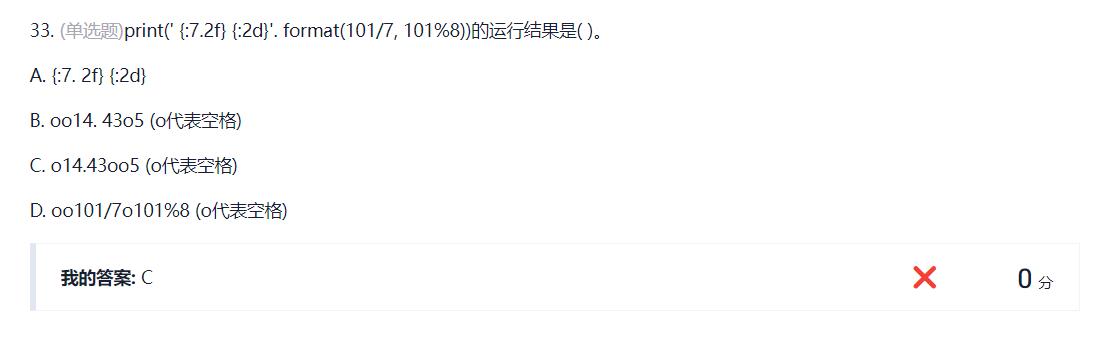 33. (单选题)print(' {:7.2f} {:2d}'. format(101/7, 101%8))的运行结果是( )。
A. {:7. 2f} {:2d}
B. oo14. 43o5 (o代表空格)
C. o14.43oo5 (o代表空格)
D. oo101/7o101%8 (o代表空格)
我的答案: C 0 分